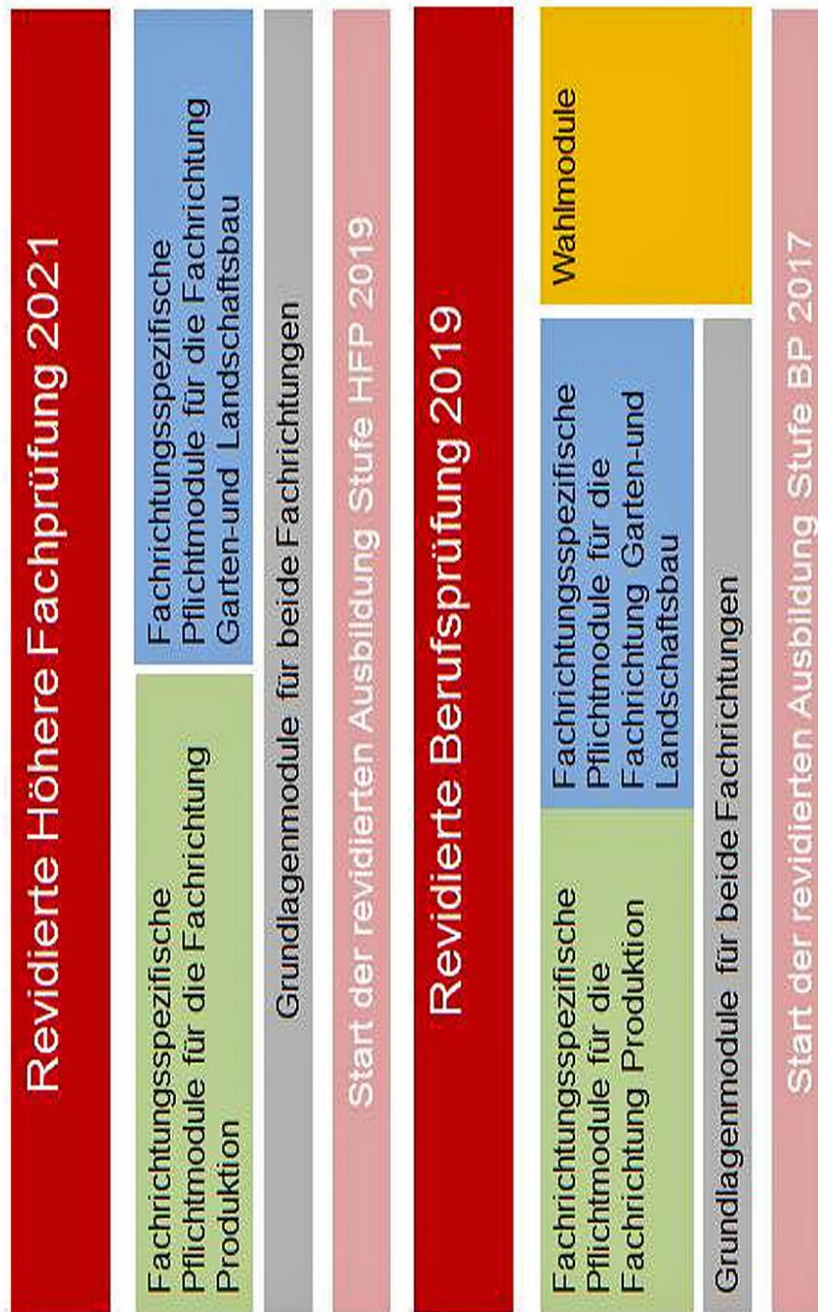 Revidierte Höhere Fachprüfung 2021
Fachrichtungsspezifische
Pflichtmodule für die Fachrichtung
Produktion
Fachrichtungsspezifische
Pflichtmodule für die Fachrichtung
Garten-und Landschaftsbau
Grundlagenmodule für beide Fachrichtungen
Start der revidierten Ausbildung Stufe HFP 2019
Revidierte Berufsprüfung 2019
Fachrichtungsspezifische
Pflichtmodule für die
Fachrichtung Produktion
Fachrichtungsspezifische
Pflichtmodule für die
Fachrichtung Garten-und
Landschaftsbau
Wahlmodule
Grundlagenmodule für beide Fachrichtungen
Start der revidierten Ausbildung Stufe BP 2017